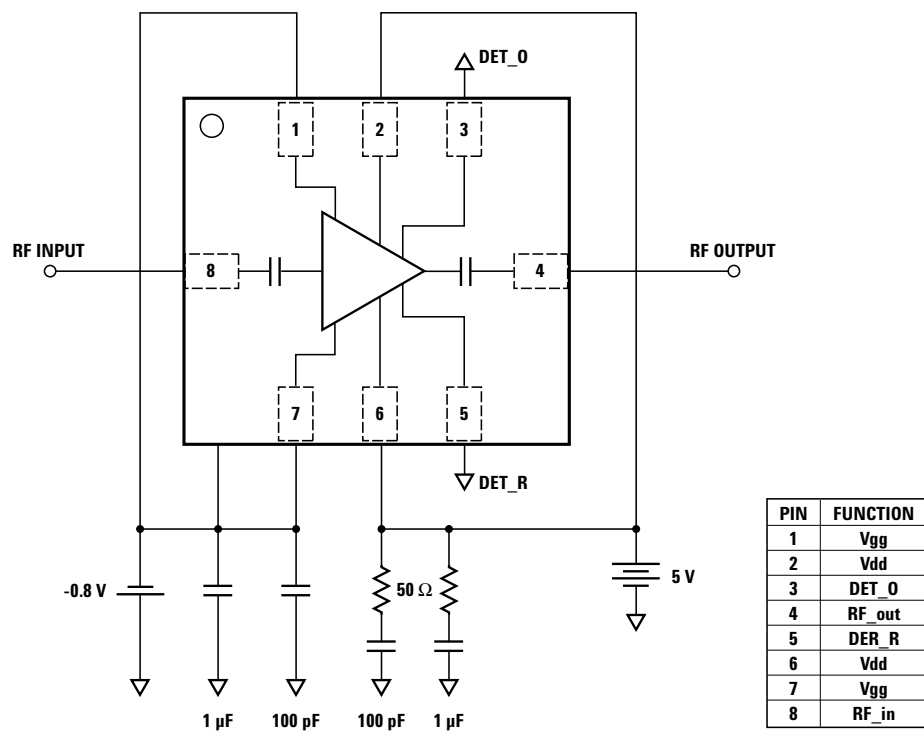 DET_O
1 2 3
RF INPUT
RF OUTPUT
8
4
7 6 5
DET_R
-0.8 V
50 Ω
5 V
1 µF 100 pF 100 pF 1 µF
PIN FUNCTION
1 Vgg
2 Vdd
3 DET_O
4 RF_out
5 DER_R
6 Vdd
7 Vgg
8 RF_in